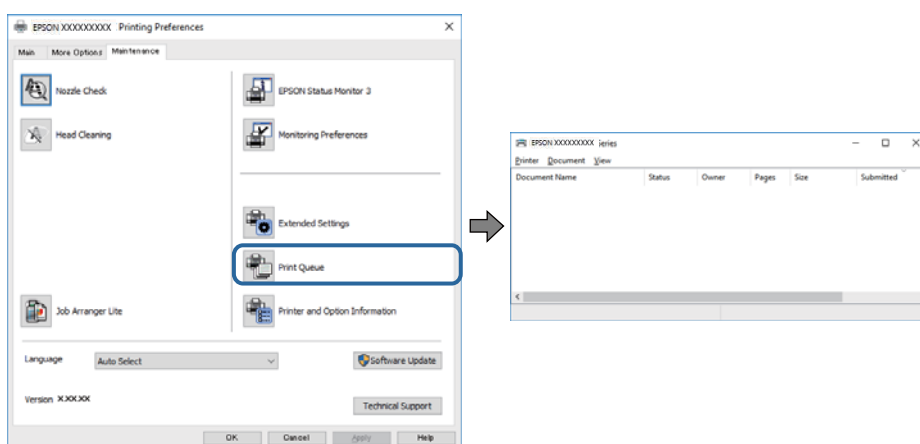 EPSON XXXXXXXXX Printing Preferences
Main More Options Maintenance
Nozzle Check
EPSON Status Monitor 3
Head Cleaning
Monitoring Preferences
Extended Settings
Print Queue
Job Arranger Lite
Printer and Option Information
Language Auto Select Software Update
Version X.XX.XX
Technical Support
OK Cancel Apply Help
EPSON XXXXXXXXX Series
Printer Document View
Document Name Status Owner Pages Size Submitted